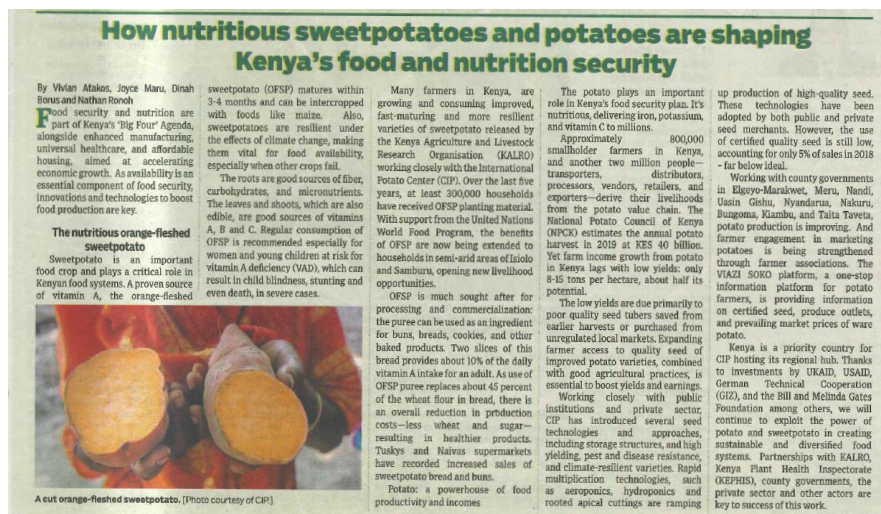 How nutritious sweetpotatoes and potatoes are shaping
Kenya's food and nutrition security
By Vivian Atakos, Joyce Maru, Dinah
Borus and Nathan Ronoh
Food security and nutrition are
part of Kenya's 'Big Four' Agenda,
alongside enhanced manufacturing,
universal healthcare, and affordable
housing, aimed at accelerating
economic growth. As availability is an
essential component of food security,
innovations and technologies to boost
food production are key.
The nutritious orange-fleshed
sweetpotato
Sweetpotato is an important
food crop and plays a critical role in
Kenyan food systems. A proven source
of vitamin A, the orange-fleshed
sweetpotato (OFSP) matures within
3-4 months and can be intercropped
with foods like maize. Also,
sweetpotatoes are resilient under
the effects of climate change, making
them vital for food availability,
especially when other crops fail.
The roots are good sources of fiber,
carbohydrates, and micronutrients.
The leaves and shoots, which are also
edible, are good sources of vitamins
A, B and C. Regular consumption of
OFSP is recommended especially for
women and young children at risk for
vitamin A deficiency (VAD), which can
result in child blindness, stunting and
even death, in severe cases.
A cut orange-fleshed sweetpotato. [Photo courtesy of CIP.]
Many farmers in Kenya, are
growing and consuming improved,
fast-maturing and more resilient
varieties of sweetpotato released by
the Kenya Agriculture and Livestock
Research Organisation (KALRO)
working closely with the International
Potato Center (CIP). Over the last five
years, at least 300,000 households
have received OFSP planting material.
With support from the United Nations
World Food Program, the benefits
of OFSP are now being extended to
households in semi-arid areas of Isiolo
and Samburu, opening new livelihood
opportunities.
OFSP is much sought after for
processing and commercialization:
the puree can be used as an ingredient
for buns, breads, cookies, and other
baked products. Two slices of this
bread provides about 10% of the daily
vitamin A intake for an adult. As use of
OFSP puree replaces about 45 percent
of the wheat flour in bread, there is
an overall reduction in production
costs—less wheat and sugar—
resulting in healthier products.
Tuskys and Naivas supermarkets
have recorded increased sales of
sweetpotato bread and buns.
Potato: a powerhouse of food
productivity and incomes
The potato plays an important
role in Kenya's food security plan. It's
nutritious, delivering iron, potassium,
and vitamin C to millions.
Approximately 800,000
smallholder farmers in Kenya,
and another two million people—
transporters, distributors,
processors, vendors, retailers, and
exporters—derive their livelihoods
from the potato value chain. The
National Potato Council of Kenya
(NPCK) estimates the annual potato
harvest in 2019 at KES 40 billion.
Yet farm income growth from potato
in Kenya lags with low yields: only
8-15 tons per hectare, about half its
potential.
The low yields are due primarily to
poor quality seed tubers saved from
earlier harvests or purchased from
unregulated local markets. Expanding
farmer access to quality seed of
improved potato varieties, combined
with good agricultural practices, is
essential to boost yields and earnings.
Working closely with public
institutions and private sector,
CIP has introduced several seed
technologies and approaches,
including storage structures, and high
yielding, pest and disease resistance,
and climate-resilient varieties. Rapid
multiplication technologies, such
as aeroponics, hydroponics and
rooted apical cuttings are ramping
up production of high-quality seed.
These technologies have been
adopted by both public and private
seed merchants. However, the use
of certified quality seed is still low,
accounting for only 5% of sales in 2018
- far below ideal.
Working with county governments
in Elgeyo-Marakwet, Meru, Nandi,
Uasin Gishu, Nyandarua, Nakuru,
Bungoma, Kiambu, and Taita Taveta,
potato production is improving. And
farmer engagement in marketing
potatoes is being strengthened
through farmer associations. The
VIAZI SOKO platform, a one-stop
information platform for potato
farmers, is providing information
on certified seed, produce outlets,
and prevailing market prices of ware
potato.
Kenya is a priority country for
CIP hosting its regional hub. Thanks
to investments by UKAID, USAID,
German Technical Cooperation
(GIZ), and the Bill and Melinda Gates
Foundation among others, we will
continue to exploit the power of
potato and sweetpotato in creating
sustainable and diversified food
systems. Partnerships with KALRO,
Kenya Plant Health Inspectorate
(KEPHIS), county governments, the
private sector and other actors are
key to success of this work.